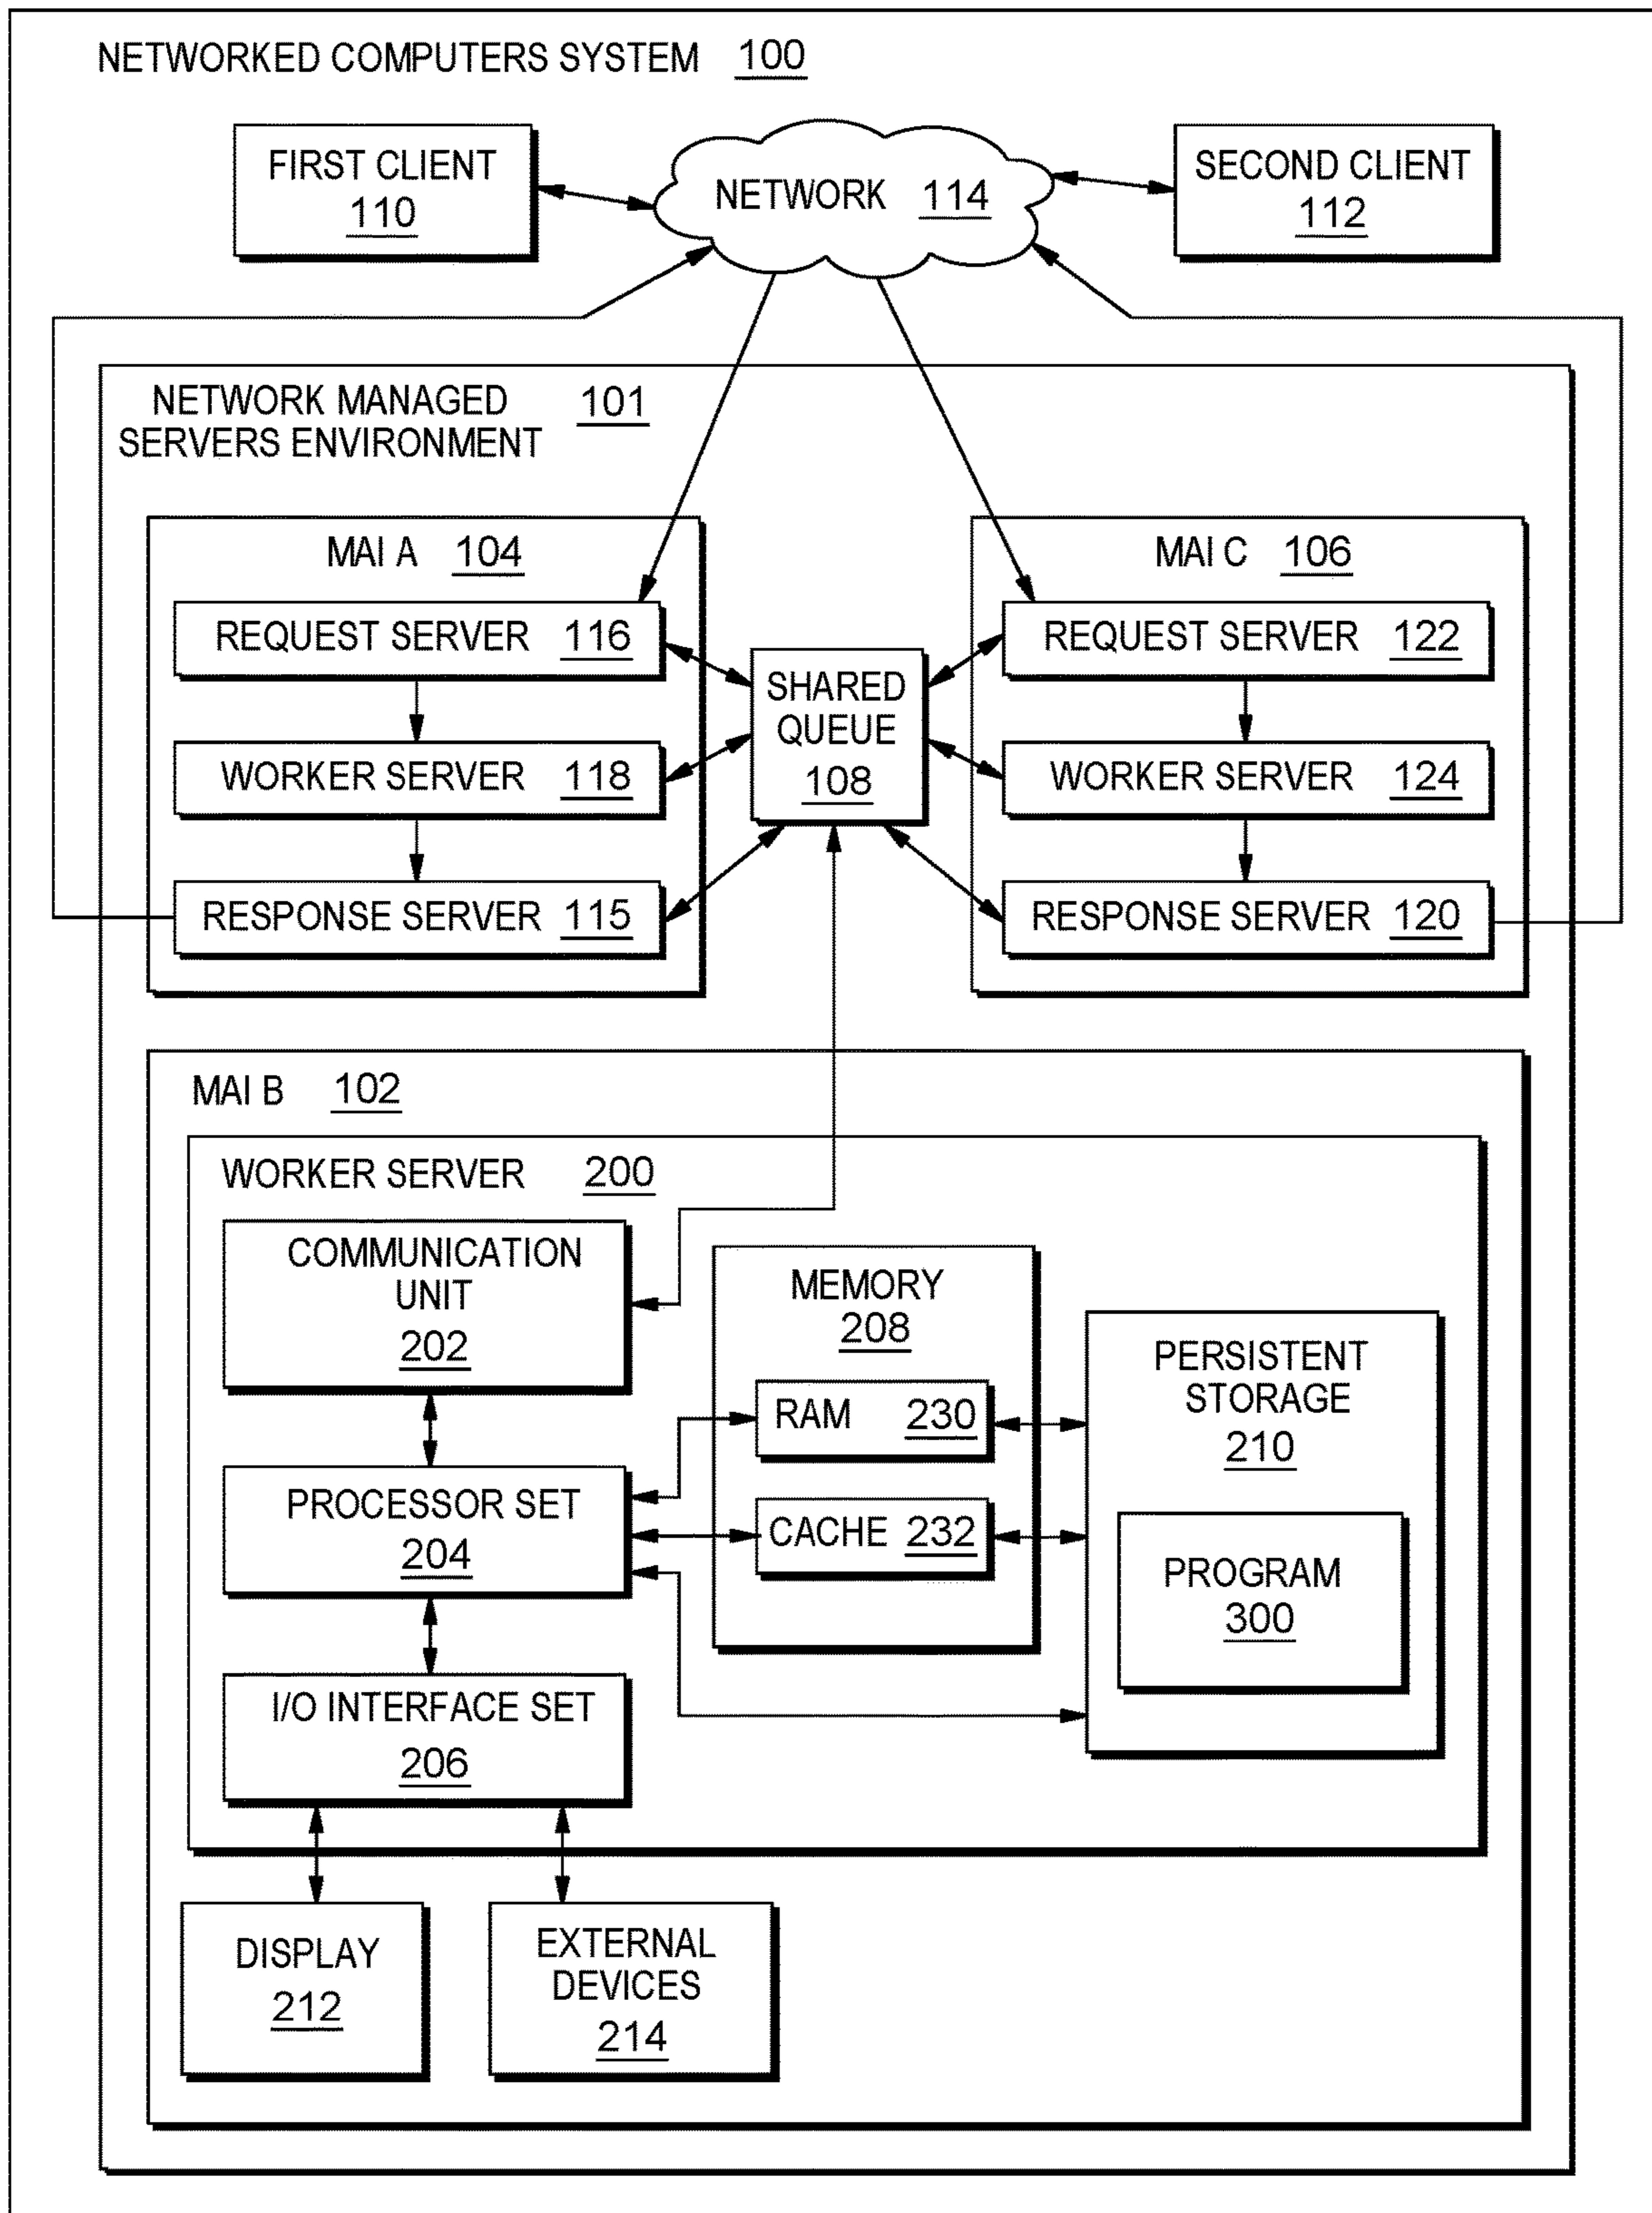 NETWORKED COMPUTERS SYSTEM 100
FIRST CLIENT
110
NETWORK 114
SECOND CLIENT
112
NETWORK MANAGED
SERVERS ENVIRONMENT
101
MAI A 104
REQUEST SERVER 116
WORKER SERVER 118
RESPONSE SERVER 115
SHARED
QUEUE
108
MAI C 106
REQUEST SERVER 122
WORKER SERVER 124
RESPONSE SERVER 120
MAI B 102
WORKER SERVER 200
COMMUNICATION
UNIT
202
PROCESSOR SET
204
I/O INTERFACE SET
206
MEMORY
208
RAM 230
CACHE 232
PERSISTENT
STORAGE
210
PROGRAM
300
DISPLAY
212
EXTERNAL
DEVICES
214